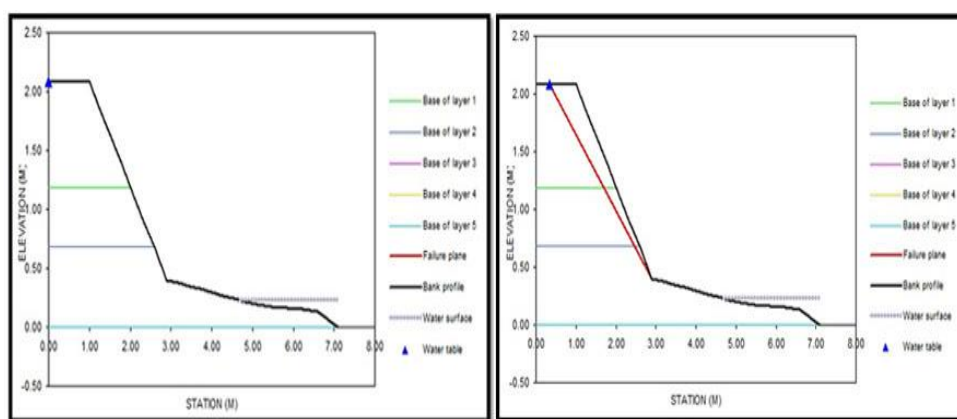 2.50
2.00
1.50
1.00
0.50
0.00
-0.50
0.00 1.00 2.00 3.00 4.00 5.00 6.00 7.00 8.00
ELEVATION (M)
STATION (M)
Base of layer 1
Base of layer 2
Base of layer 3
Base of layer 4
Base of layer 5
Failure plane
Bank profile
Water surface
Water table
2.50
2.00
1.50
1.00
0.50
0.00
-0.50
0.00 1.00 2.00 3.00 4.00 5.00 6.00 7.00 8.00
ELEVATION (M)
STATION (M)
Base of layer 1
Base of layer 2
Base of layer 3
Base of layer 4
Base of layer 5
Failure plane
Bank profile
Water surface
Water table